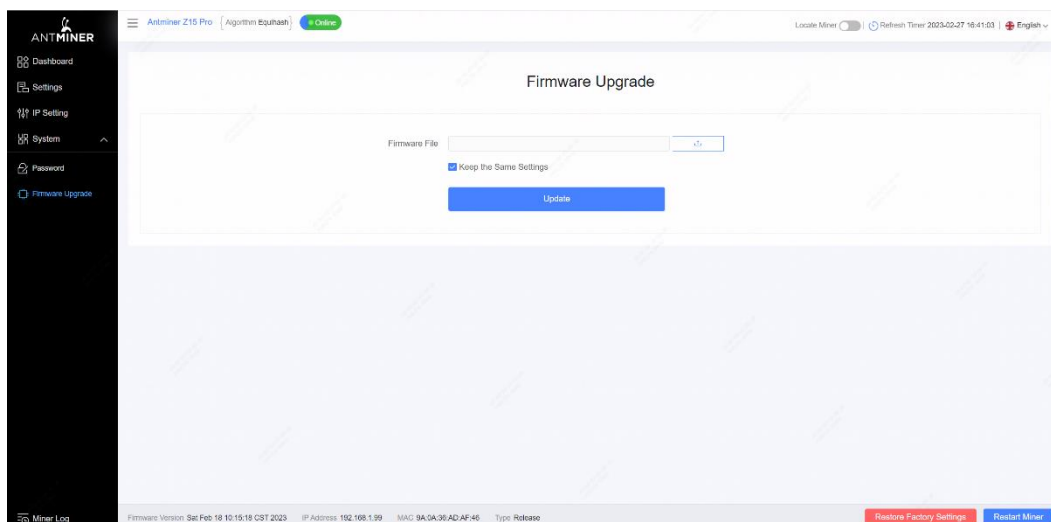 ANTMINER
Antminer Z15 Pro { Algorithm Equihash } Online
Locate Miner Refresh Timer 2023-02-27 16:41:03 English
Dashboard
Settings
IP Setting
System
Password
Firmware Upgrade
Firmware Upgrade
Firmware File
Keep the Same Settings
Update
Miner Log
Firmware Version Sat Feb 18 10:15:18 CST 2023 IP Address 192.168.1.99 MAC 9A:0A:36:AD:AF:46 Type Release
Restore Factory Settings Restart Miner